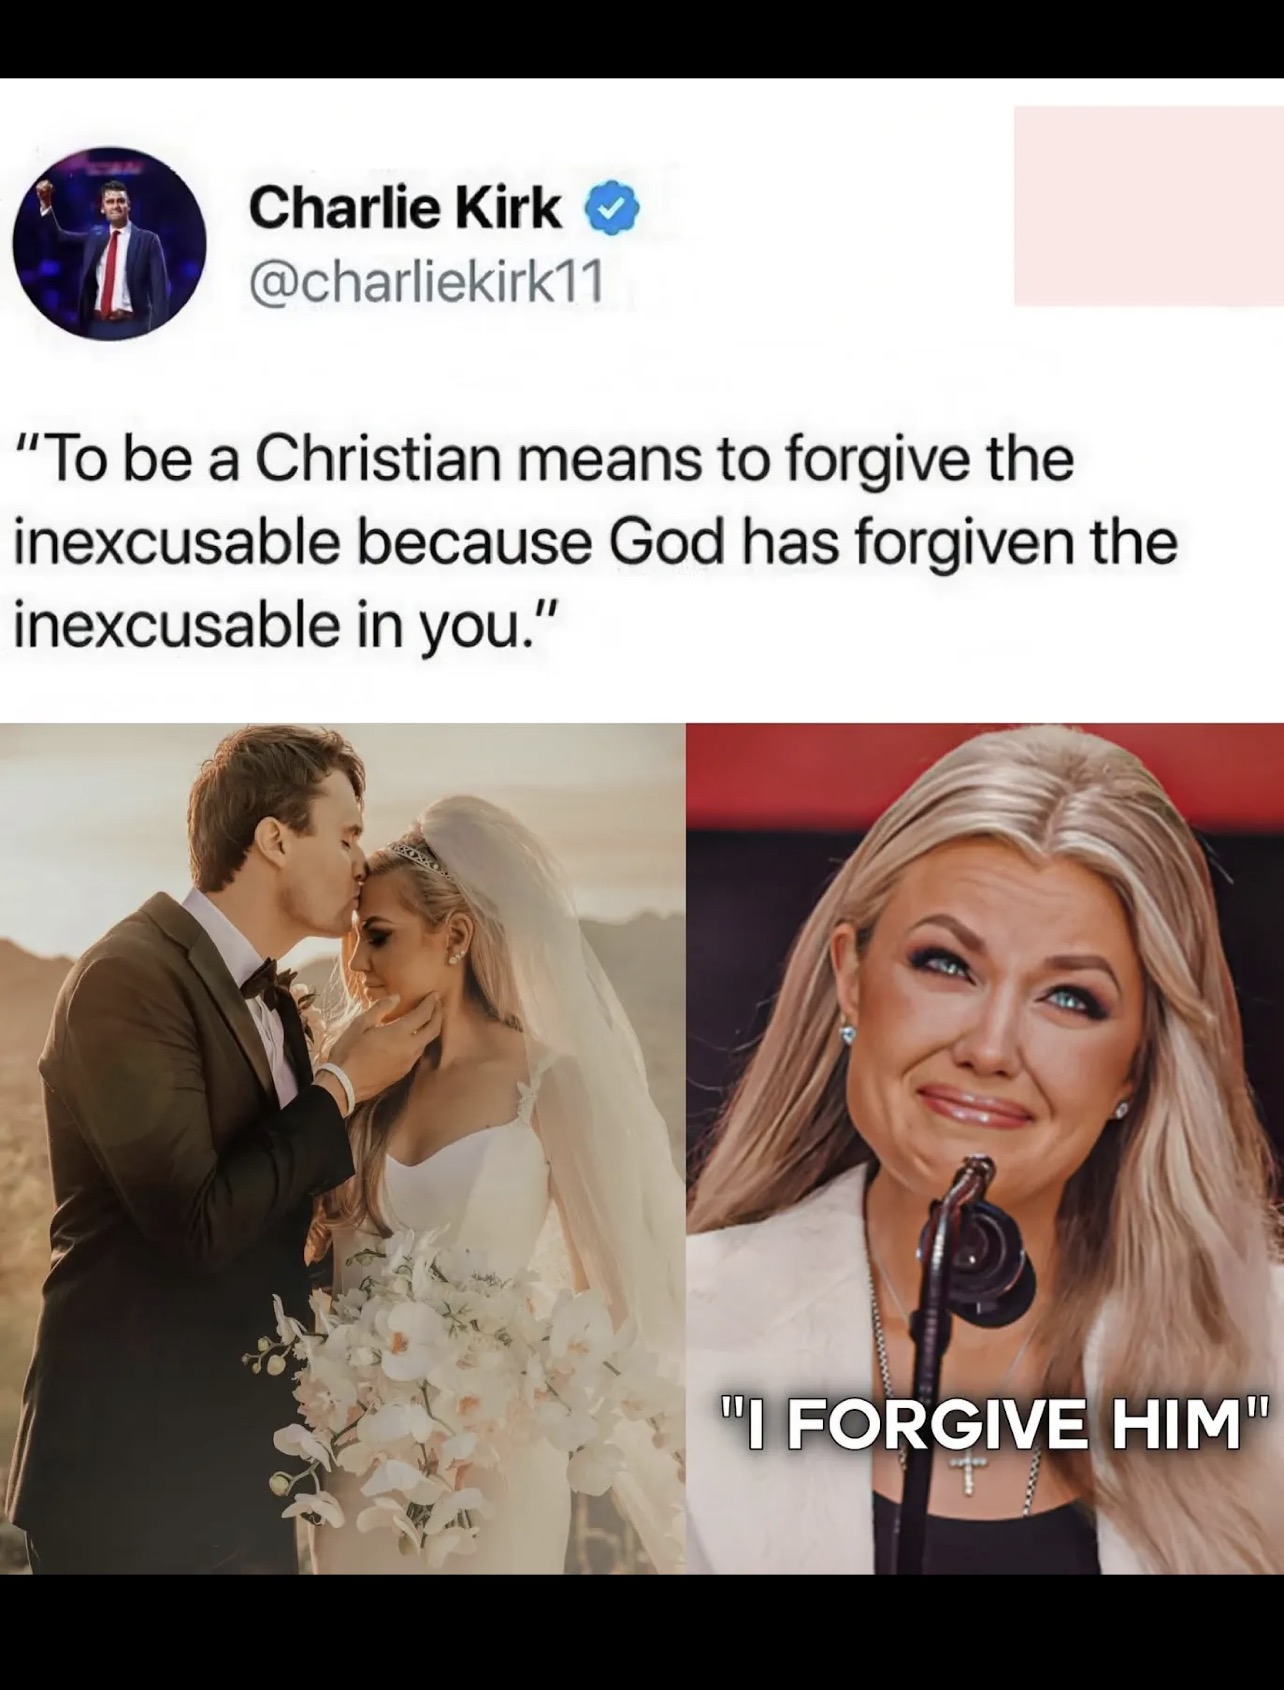 Charlie Kirk
@charliekirk11
“To be a Christian means to forgive the
inexcusable because God has forgiven the
inexcusable in you.”
"I FORGIVE HIM"